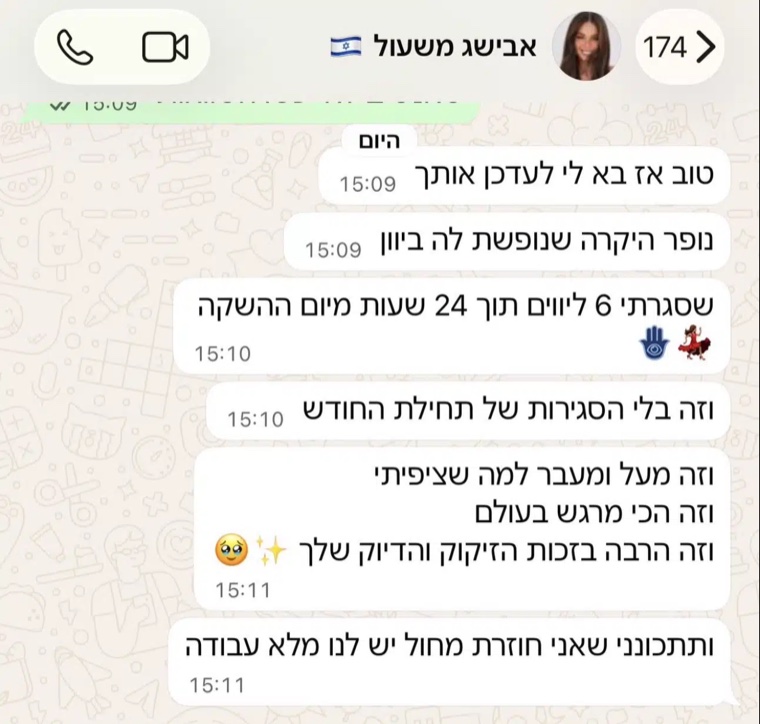 174
אבישג משעול 🇮🇱
15:09
היום
טוב אז בא לי לעדכן אותך 15:09
נופר היקרה שנופשת לה ביוון 15:09
שסגרתי 6 ליווים תוך 24 שעות מיום ההשקה
💃🏻🪬
15:10
וזה בלי הסגירות של תחילת החודש 15:10
וזה מעל ומעבר למה שציפיתי
וזה הכי מרגש בעולם
וזה הרבה בזכות הזיקוק והדיוק שלך ✨🥹
15:11
ותתכונני שאני חוזרת מחול יש לנו מלא עבודה
15:11